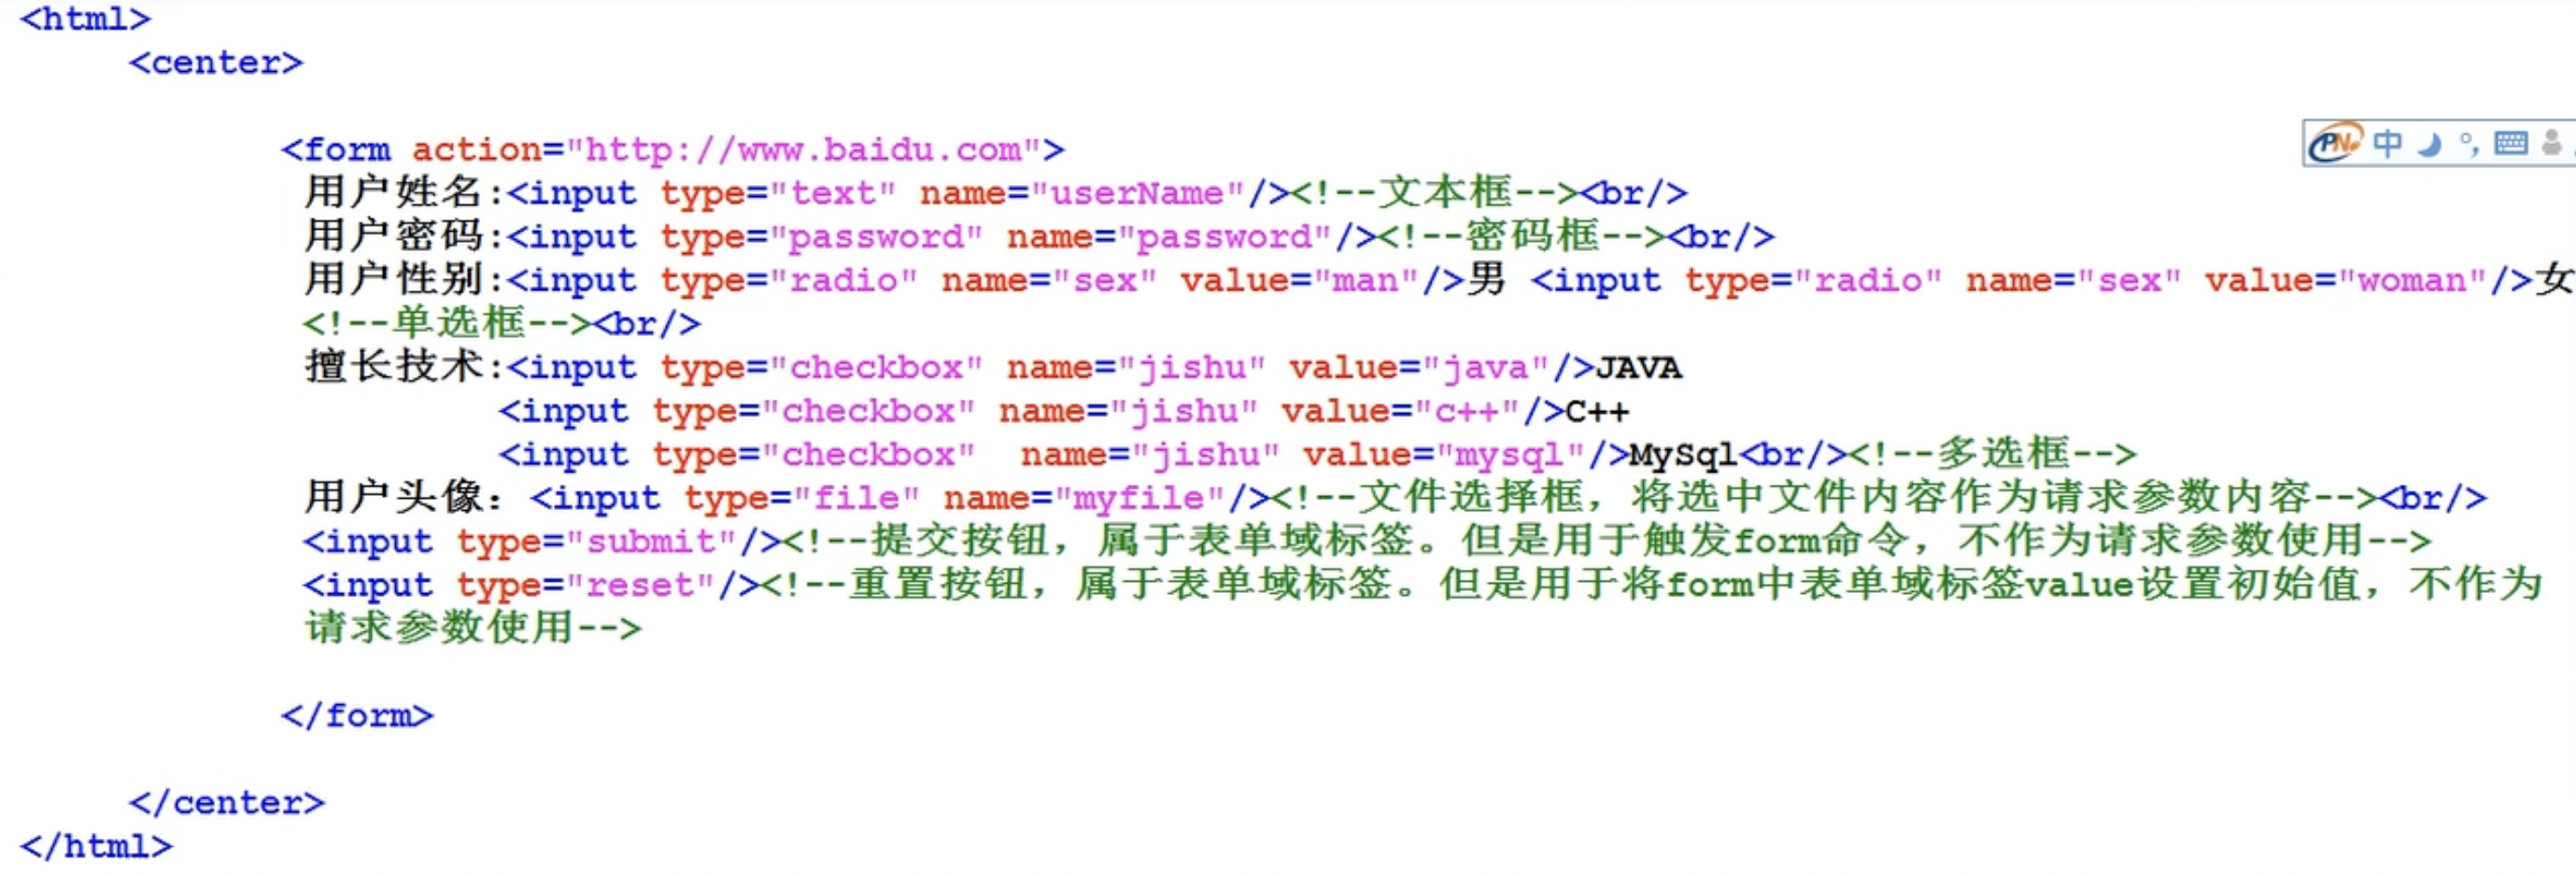 <html>
<center>
<form action="http://www.baidu.com">
用户姓名:<input type="text" name="userName"/><!--文本框--><br/>
用户密码:<input type="password" name="password"/><!--密码框--><br/>
用户性别:<input type="radio" name="sex" value="man"/>男 <input type="radio" name="sex" value="woman"/>女
<!--单选框--><br/>
擅长技术:<input type="checkbox" name="jishu" value="java"/>JAVA
<input type="checkbox" name="jishu" value="c++"/>C++
<input type="checkbox"  name="jishu" value="mysql"/>MySql<br/><!--多选框-->
用户头像：<input type="file" name="myfile"/><!--文件选择框，将选中文件内容作为请求参数内容--><br/>
<input type="submit"/><!--提交按钮，属于表单域标签。但是用于触发form命令，不作为请求参数使用-->
<input type="reset"/><!--重置按钮，属于表单域标签。但是用于将form中表单域标签value设置初始值，不作为
请求参数使用-->
</form>
</center>
</html>
PN 中